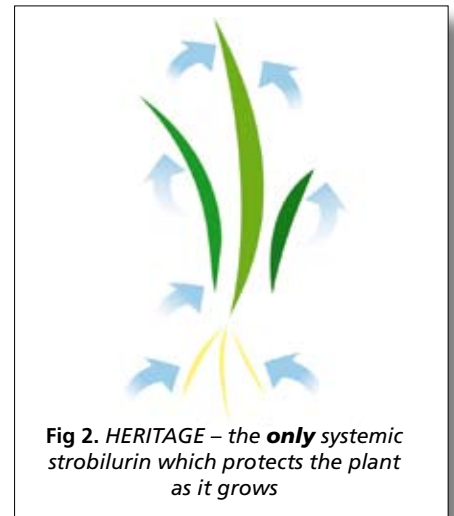 Fig 2. HERITAGE – the only systemic
strobilurin which protects the plant
as it grows